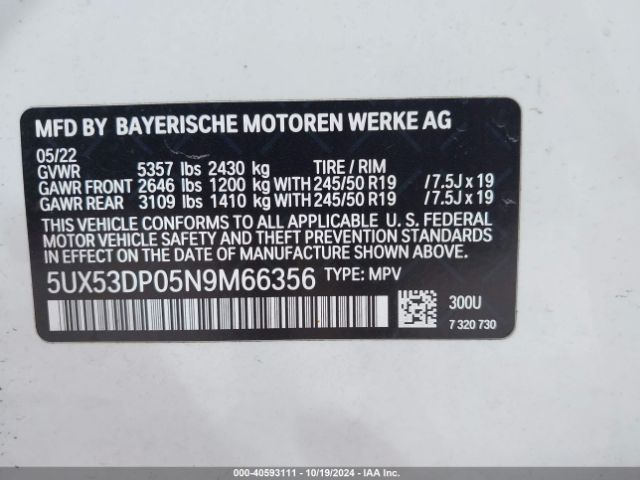 MFD BY BAYERISCHE MOTOREN WERKE AG
05/22
GVWR 5357 lbs 2430 kg TIRE / RIM
GAWR FRONT 2646 lbs 1200 kg WITH 245/50 R19 / 7.5J x 19
GAWR REAR 3109 lbs 1410 kg WITH 245/50 R19 / 7.5J x 19
THIS VEHICLE CONFORMS TO ALL APPLICABLE U. S. FEDERAL
MOTOR VEHICLE SAFETY AND THEFT PREVENTION STANDARDS
IN EFFECT ON THE DATE OF MANUFACTURE SHOWN ABOVE.
5UX53DP05N9M66356 TYPE: MPV
300U
7 320 730
000-40593111 - 10/19/2024 - IAA, Inc.